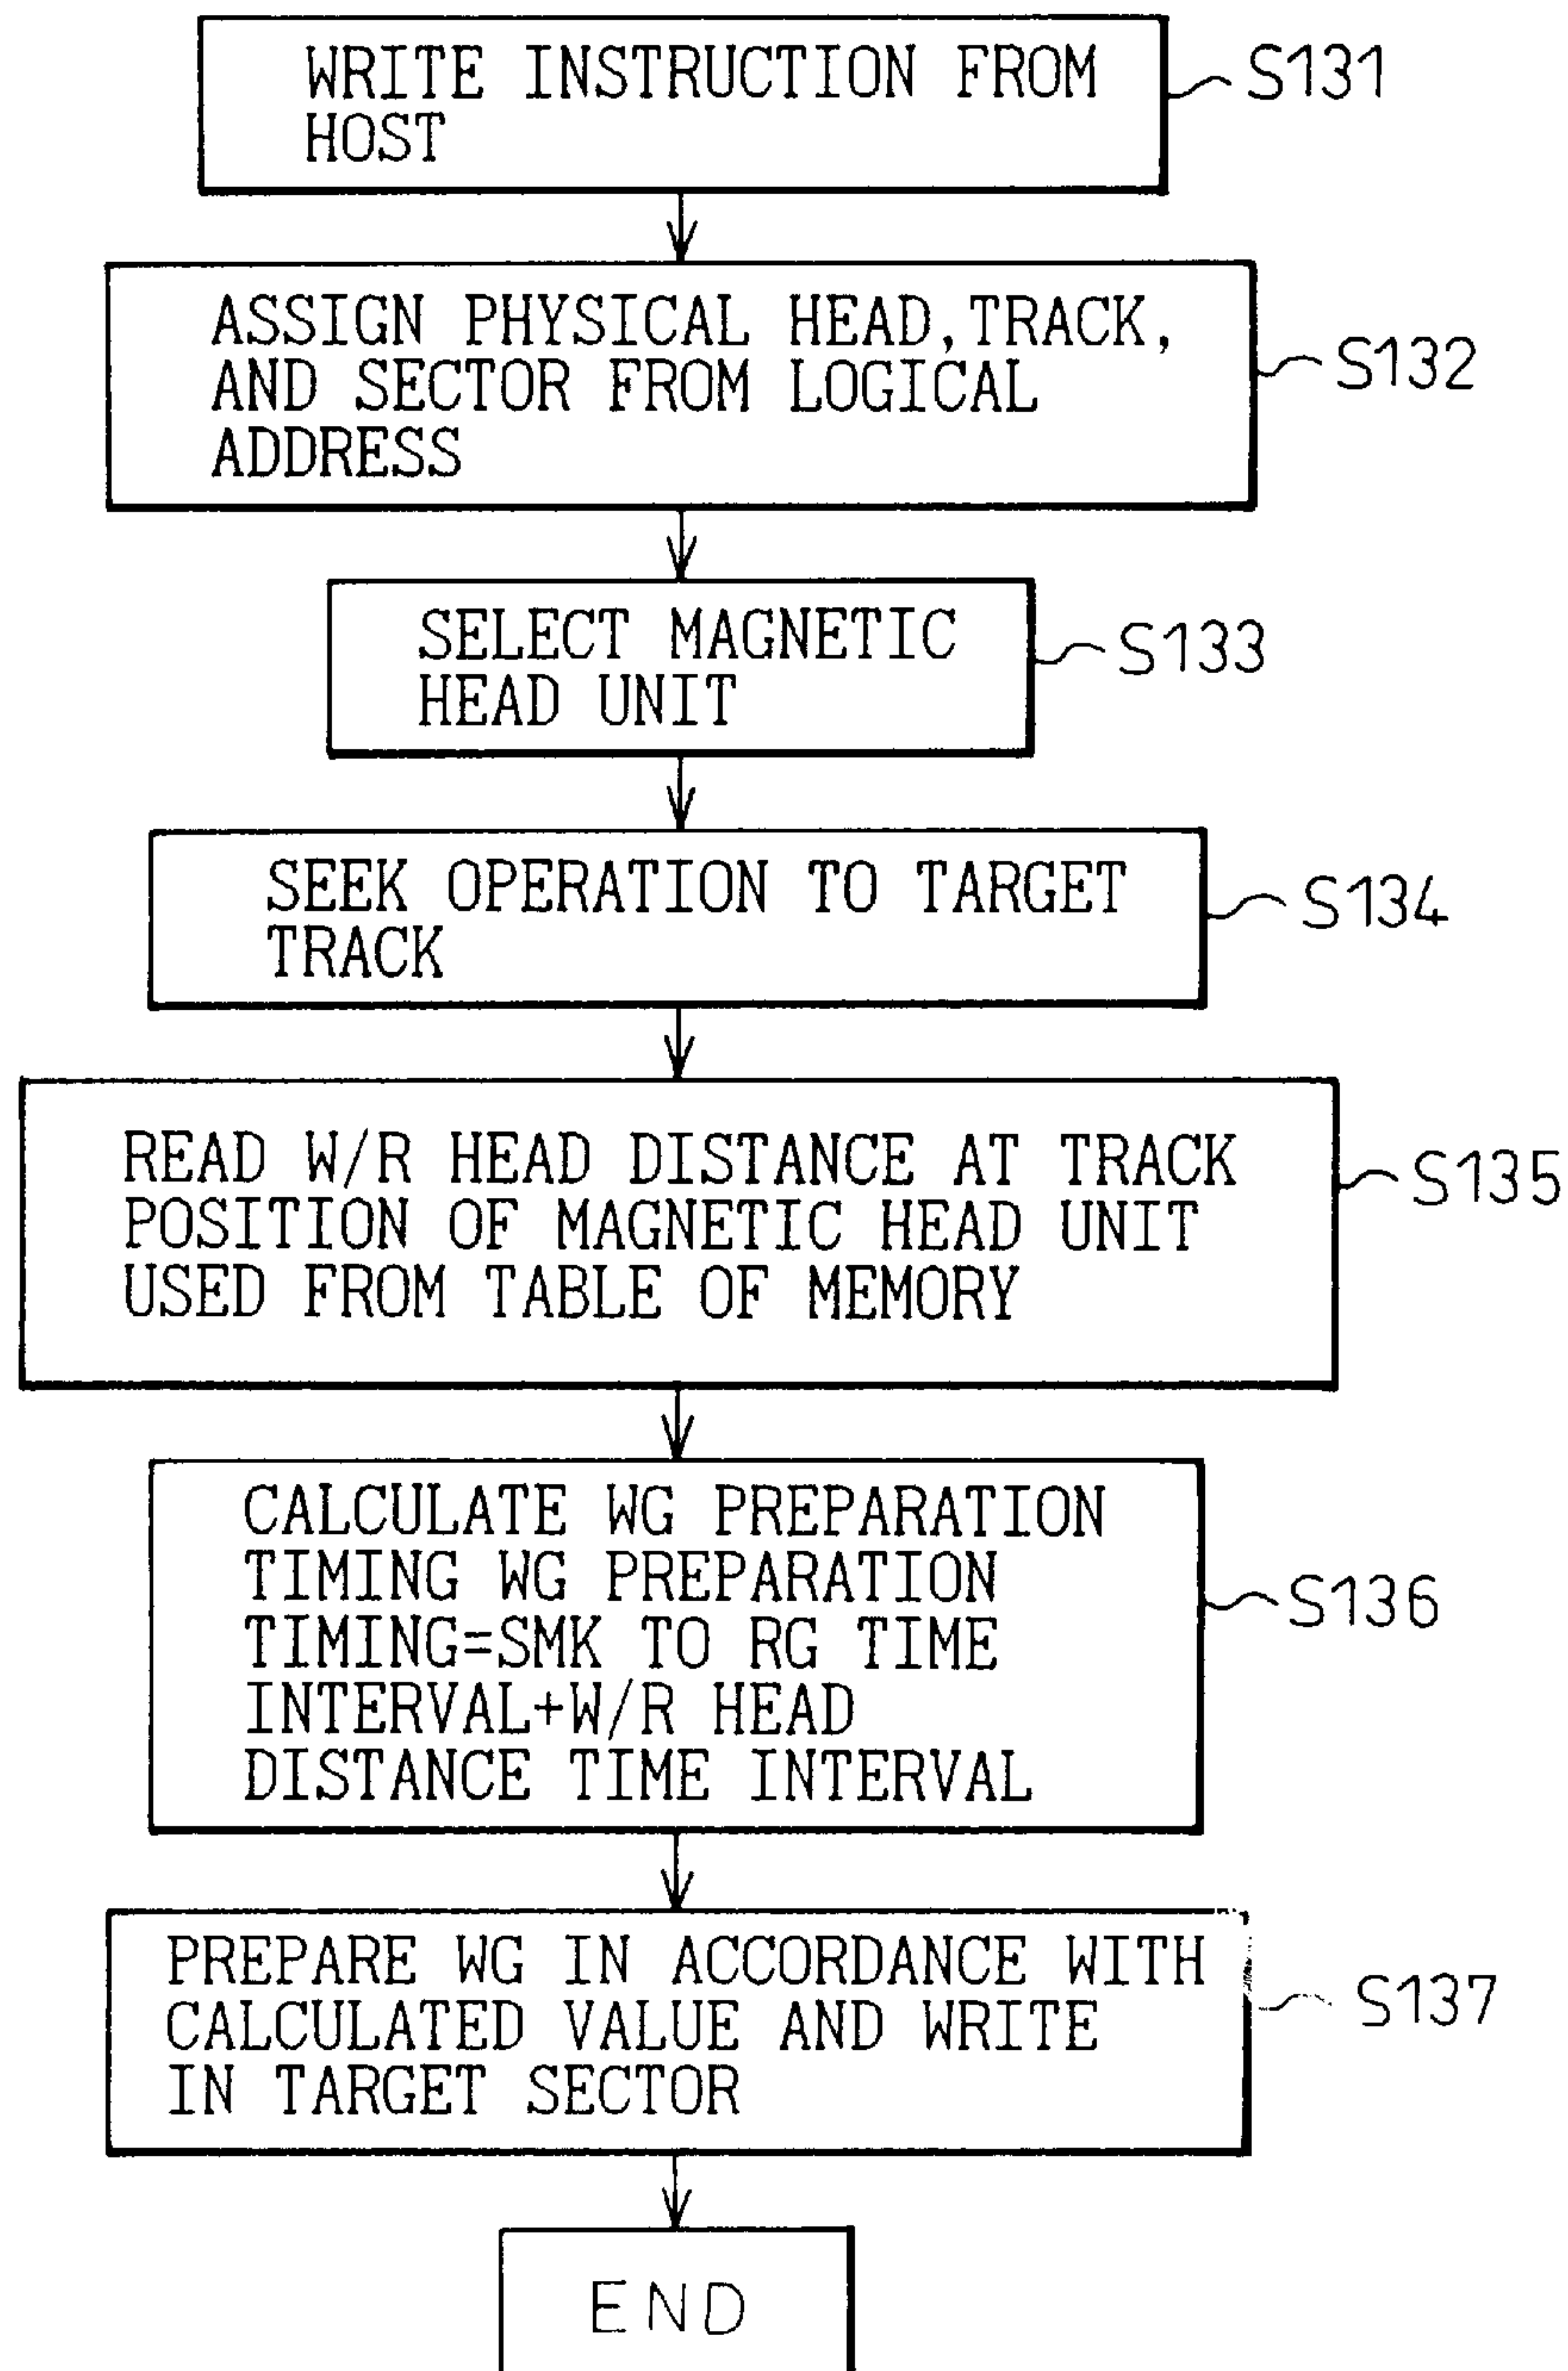 WRITE INSTRUCTION FROM
HOST
S131
ASSIGN PHYSICAL HEAD, TRACK,
AND SECTOR FROM LOGICAL
ADDRESS
S132
SELECT MAGNETIC
HEAD UNIT
S133
SEEK OPERATION TO TARGET
TRACK
S134
READ W/R HEAD DISTANCE AT TRACK
POSITION OF MAGNETIC HEAD UNIT
USED FROM TABLE OF MEMORY
S135
CALCULATE WG PREPARATION
TIMING WG PREPARATION
TIMING=SMK TO RG TIME
INTERVAL+W/R HEAD
DISTANCE TIME INTERVAL
S136
PREPARE WG IN ACCORDANCE WITH
CALCULATED VALUE AND WRITE
IN TARGET SECTOR
S137
END